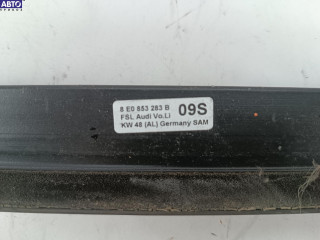 АВТО
8 E0 853 283 B
FSL Audi Vo.Li
KW 48 (AL) Germany SAM
09S